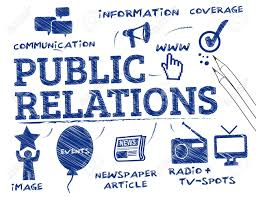 INFORMATION
COVERAGE
COMMUNICATION
WWW
PUBLIC
RELATIONS
EVENTS
NEWS
IMAGE
NEWSPAPER
ARTICLE
RADIO +
TV-SPOTS